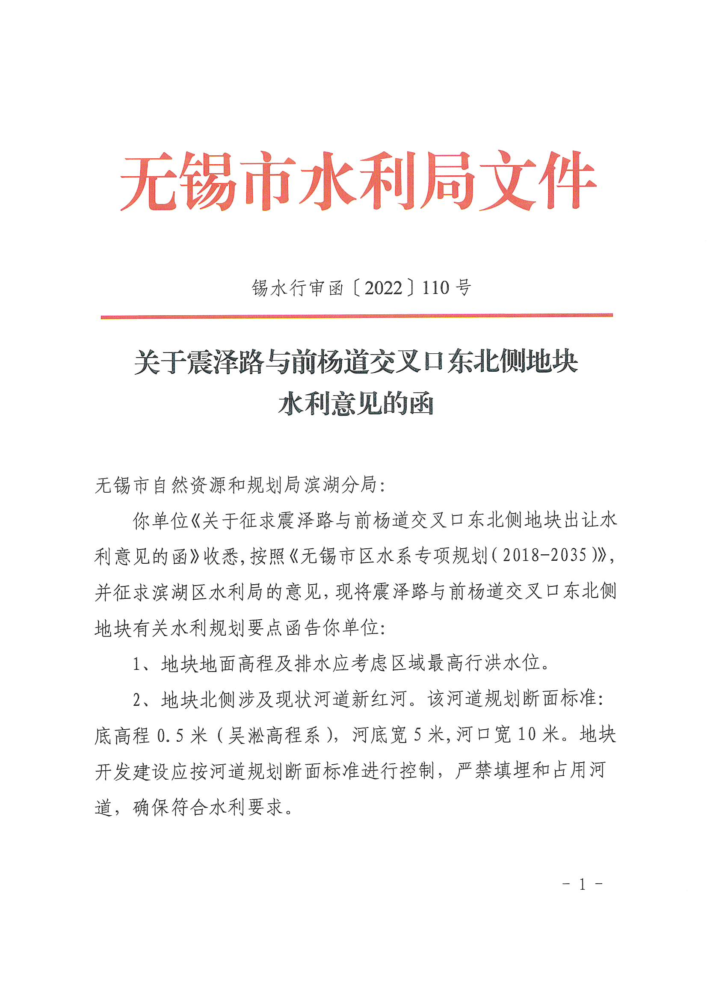 无锡市水利局文件
锡水行审函〔2022〕110 号
关于震泽路与前杨道交叉口东北侧地块
水利意见的函
无锡市自然资源和规划局滨湖分局：
你单位《关于征求震泽路与前杨道交叉口东北侧地块出让水
利意见的函》收悉,按照《无锡市区水系专项规划(2018-2035)》,
并征求滨湖区水利局的意见,现将震泽路与前杨道交叉口东北侧
地块有关水利规划要点函告你单位：
1、地块地面高程及排水应考虑区域最高行洪水位。
2、地块北侧涉及现状河道新红河。该河道规划断面标准：
底高程 0.5 米（吴淞高程系），河底宽 5 米,河口宽 10 米。地块
开发建设应按河道规划断面标准进行控制，严禁填埋和占用河
道，确保符合水利要求。
- 1 -